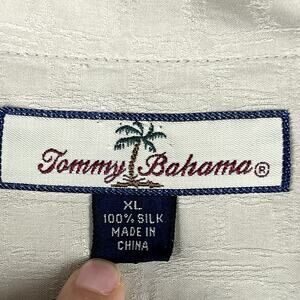 Tommy Bahama®
XL
100% SILK
MADE IN
CHINA